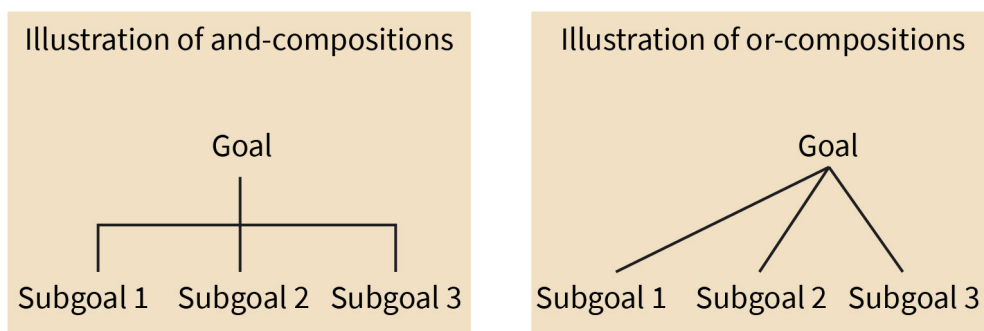 Illustration of and-compositions
Goal
Subgoal 1 Subgoal 2 Subgoal 3
Illustration of or-compositions
Goal
Subgoal 1 Subgoal 2 Subgoal 3